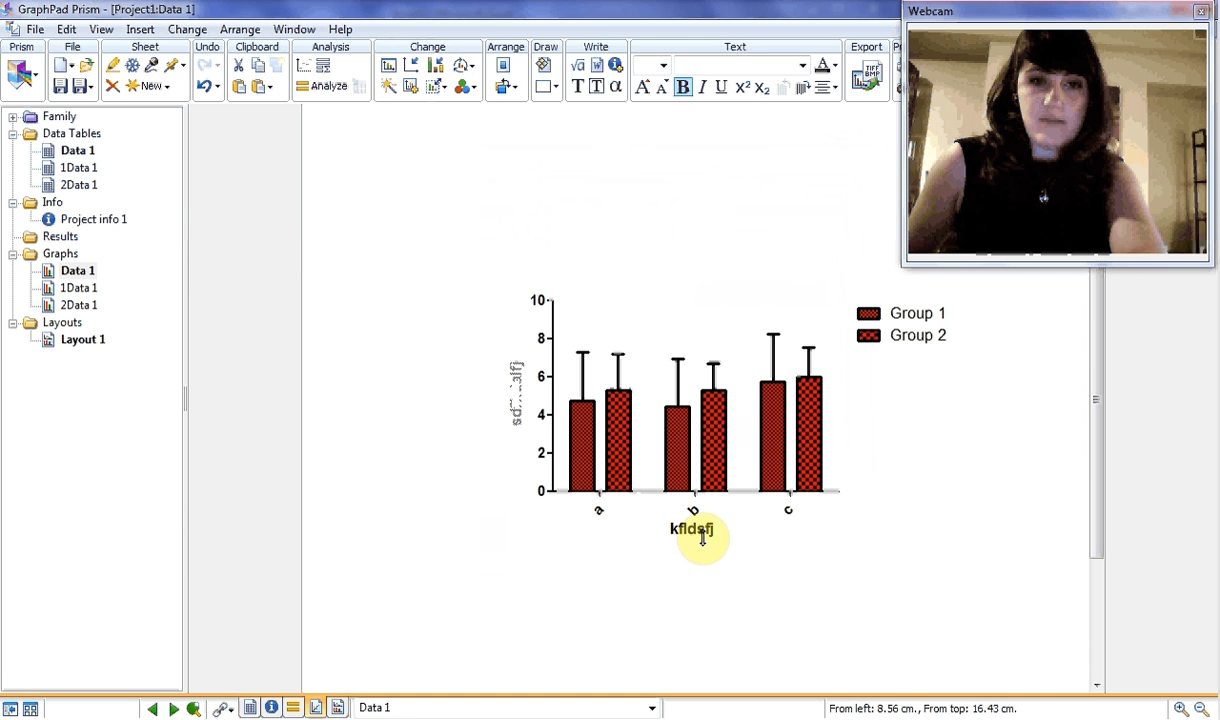 GraphPad Prism - [Project1:Data 1]
File Edit View Insert Change Arrange Window Help
Prism File Sheet Undo Clipboard Analysis Change Arrange Draw Write Text Export
New
Analyze
Family
Data Tables
Data 1
1Data 1
2Data 1
Info
Project info 1
Results
Graphs
Data 1
1Data 1
2Data 1
Layouts
Layout 1
Webcam
10
8
6
4
2
0
a b c
kfldsfj
Group 1
Group 2
Data 1
From left: 8.56 cm., From top: 16.43 cm.